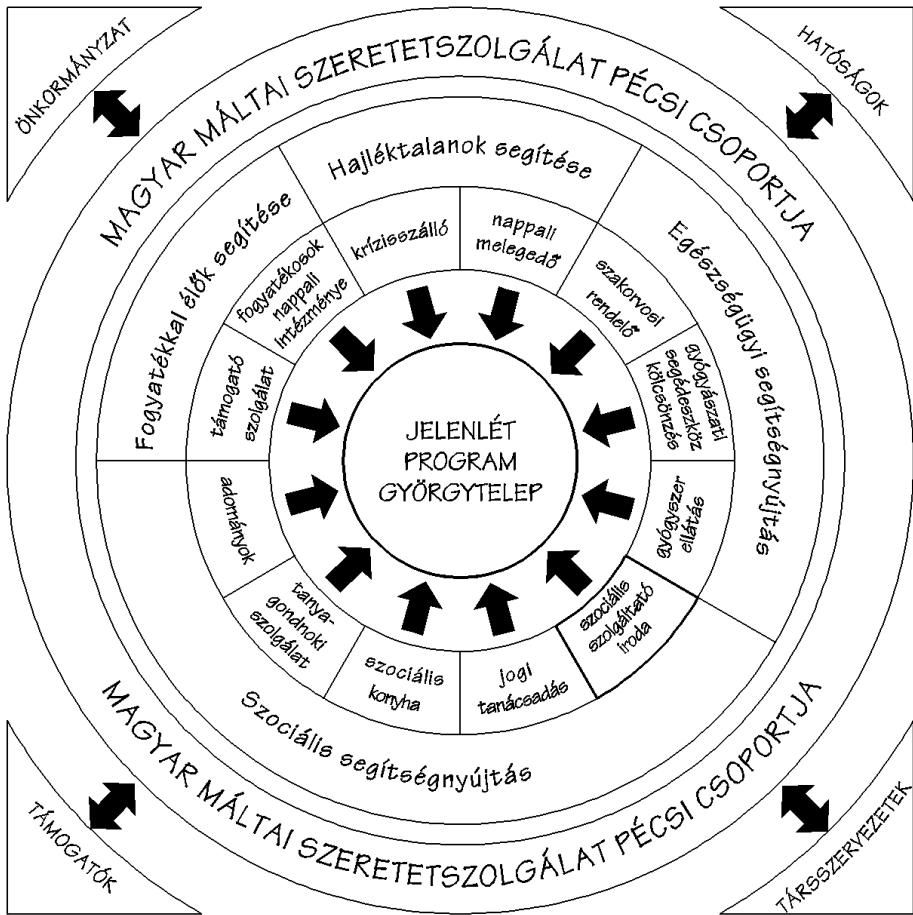 ÖNKORMÁNYZAT
HATÓSÁGOK
MAGYAR MÁLTAI SZERETETSZOLGÁLAT PÉCSI CSOPORTJA
Hajléktalanok segítése
krízisszálló
nappali
melegedő
Egészségügyi segítségnyújtás
szakorvosi
rendelő
gyógyászati
segédeszköz
kölcsönzés
gyógyszer
ellátás
Fogyatékkal élők segítése
fogyatékosok
nappali
intézménye
támogató
szolgálat
JELENLÉT
PROGRAM
GYÖRGYTELEP
adományok
tanya-
gondnoki
szolgálat
szociális
konyha
jogi
tanácsadás
szociális
szolgáltató
iroda
Szociális segítségnyújtás
MAGYAR MÁLTAI SZERETETSZOLGÁLAT PÉCSI CSOPORTJA
TÁMOGATÓK
TÁRSSZERVEZETEK